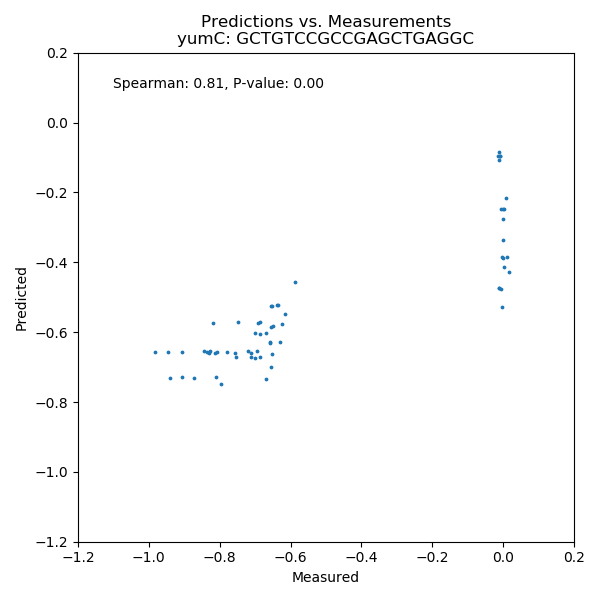 Predictions vs. Measurements
yumC: GCTGTCCGCCGAGCTGAGGC
Spearman: 0.81, P-value: 0.00
0.2
0.0
−0.2
−0.4
−0.6
−0.8
−1.0
−1.2
Predicted
−1.2 −1.0 −0.8 −0.6 −0.4 −0.2 0.0 0.2
Measured